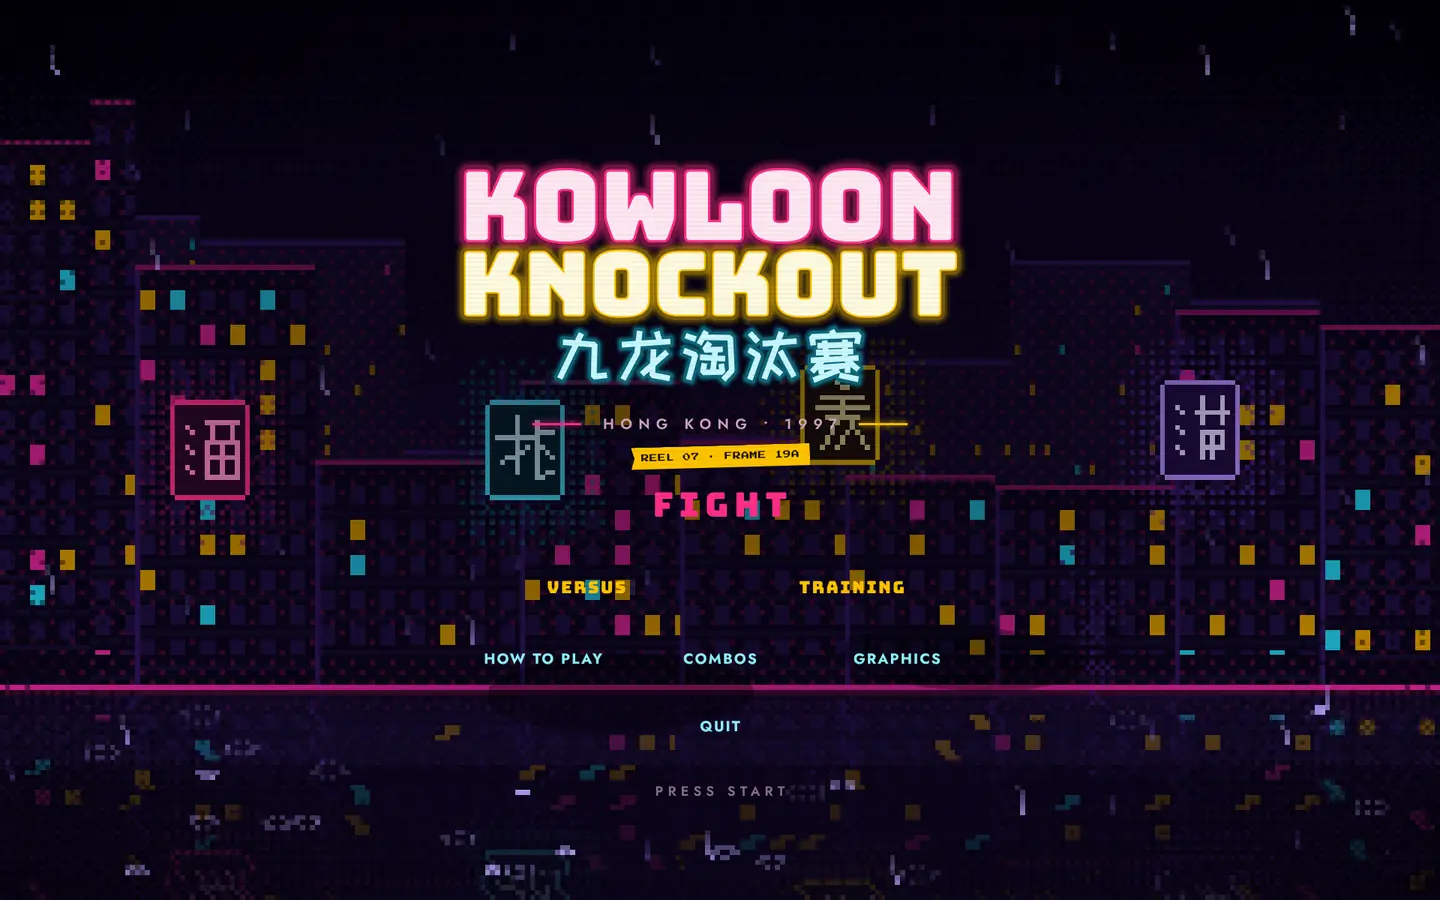 KOWLOON
KNOCKOUT
九龙淘汰赛
HONG KONG · 1997
REEL 07 · FRAME 19A
FIGHT
VERSUS TRAINING
HOW TO PLAY COMBOS GRAPHICS
QUIT
PRESS START